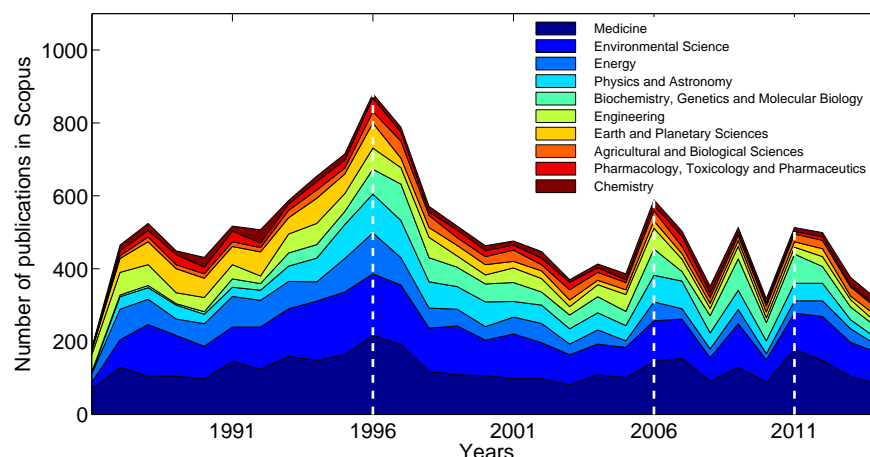 Number of publications in Scopus
1000
800
600
400
200
0
Medicine
Environmental Science
Energy
Physics and Astronomy
Biochemistry, Genetics and Molecular Biology
Engineering
Earth and Planetary Sciences
Agricultural and Biological Sciences
Pharmacology, Toxicology and Pharmaceutics
Chemistry
1991 1996 2001 2006 2011
Years